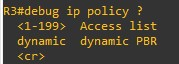 R3#debug ip policy ?
<1-199> Access list
dynamic dynamic PBR
<cr>